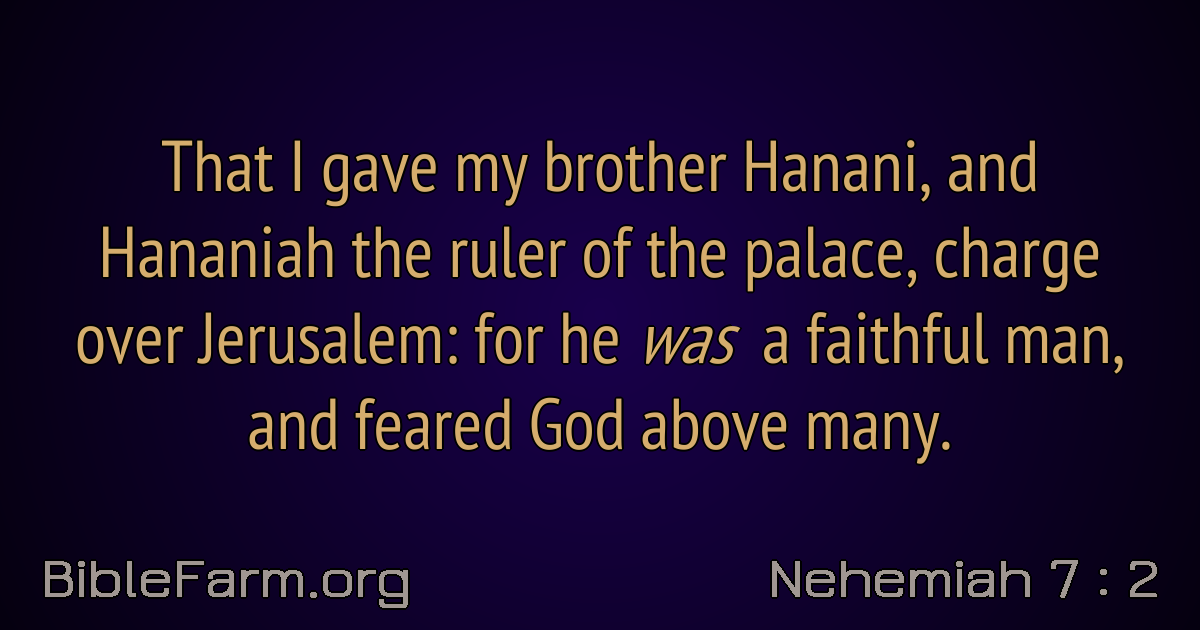 That I gave my brother Hanani, and
Hananiah the ruler of the palace, charge
over Jerusalem: for he was a faithful man,
and feared God above many.
BibleFarm.org
Nehemiah 7 : 2